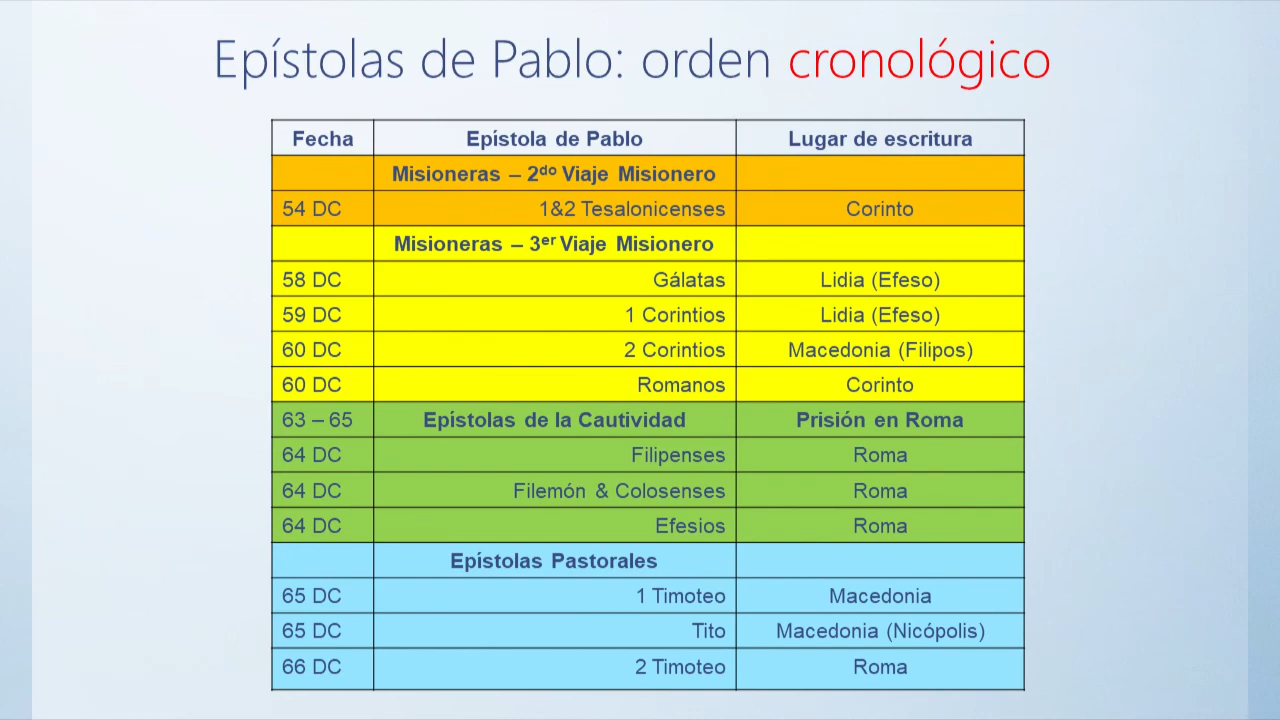 Epístolas de Pablo: orden cronológico
Fecha Epístola de Pablo Lugar de escritura
Misioneras – 2do Viaje Misionero
54 DC 1&2 Tesalonicenses Corinto
Misioneras – 3er Viaje Misionero
58 DC Gálatas Lidia (Efeso)
59 DC 1 Corintios Lidia (Efeso)
60 DC 2 Corintios Macedonia (Filipos)
60 DC Romanos Corinto
63 – 65 Epístolas de la Cautividad Prisión en Roma
64 DC Filipenses Roma
64 DC Filemón & Colosenses Roma
64 DC Efesios Roma
Epístolas Pastorales
65 DC 1 Timoteo Macedonia
65 DC Tito Macedonia (Nicópolis)
66 DC 2 Timoteo Roma